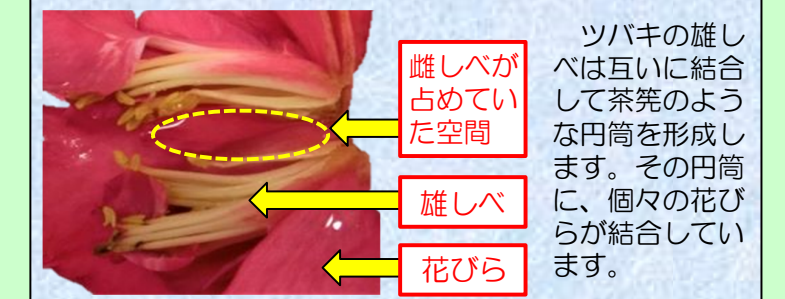 雌しべが
占めてい
た空間
雄しべ
花びら
ツバキの雄し
べは互いに結合
して茶筅のよう
な円筒を形成し
ます。その円筒
に、個々の花び
らが結合してい
ます。